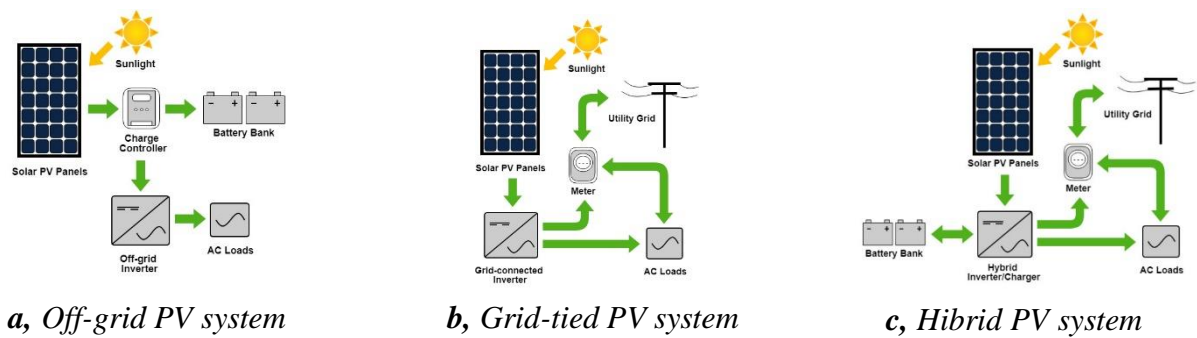 Sunlight
Charge
Controller
Battery Bank
Solar PV Panels
Off-grid
Inverter
AC Loads
a, Off-grid PV system
Sunlight
Utility Grid
Solar PV Panels
Meter
Grid-connected
Inverter
AC Loads
b, Grid-tied PV system
Sunlight
Utility Grid
Solar PV Panels
Meter
Battery Bank
Hybrid
Inverter/Charger
AC Loads
c, Hibrid PV system